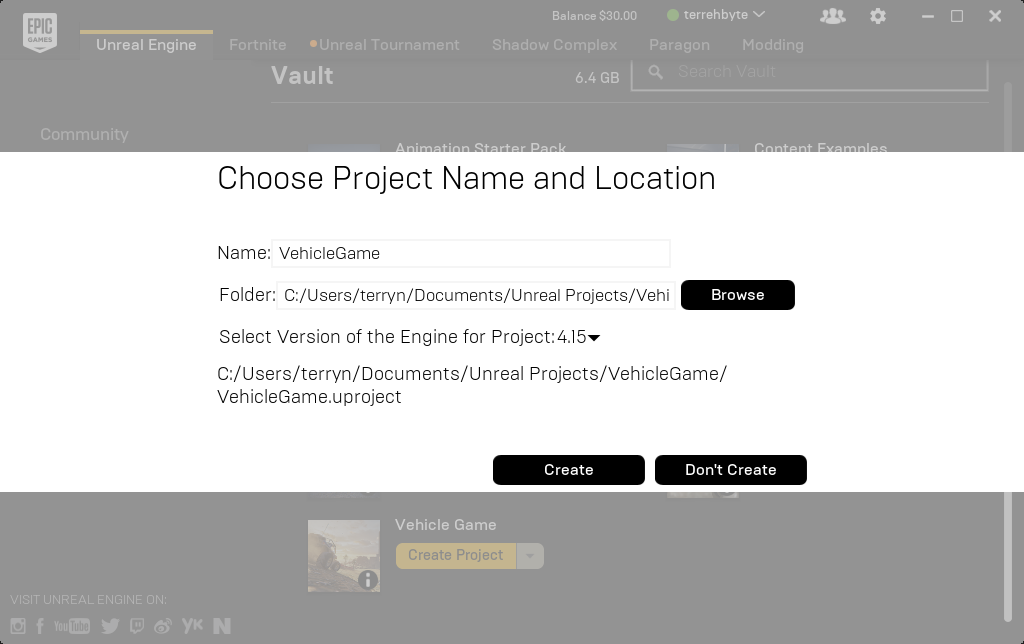 EPIC GAMES
Balance $30.00
terrehbyte
Unreal Engine
Fortnite
Unreal Tournament
Shadow Complex
Paragon
Modding
Vault
6.4 GB
Search Vault
Community
Animation Starter Pack
Content Examples
Choose Project Name and Location
Name: VehicleGame
Folder: C:/Users/terryn/Documents/Unreal Projects/Vehi
Browse
Select Version of the Engine for Project: 4.15
C:/Users/terryn/Documents/Unreal Projects/VehicleGame/
VehicleGame.uproject
Create
Don't Create
Vehicle Game
Create Project
VISIT UNREAL ENGINE ON:
YouTube